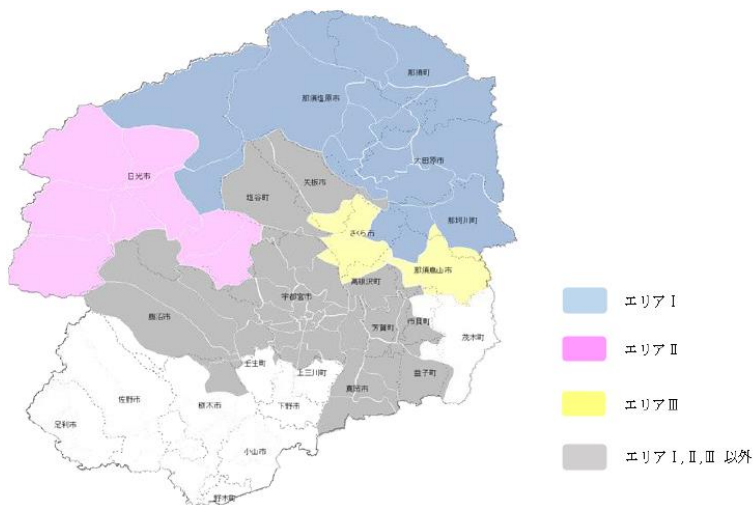 那須町
那須塩原市
大田原市
日光市
矢板市
塩谷町
那珂川町
さくら市
那須烏山市
高根沢町
宇都宮市
鹿沼市
芳賀町
市貝町
茂木町
壬生町
上三川町
益子町
真岡市
佐野市
栃木市
下野市
足利市
小山市
野木町
エリアⅠ
エリアⅡ
エリアⅢ
エリアⅠ,Ⅱ,Ⅲ 以外